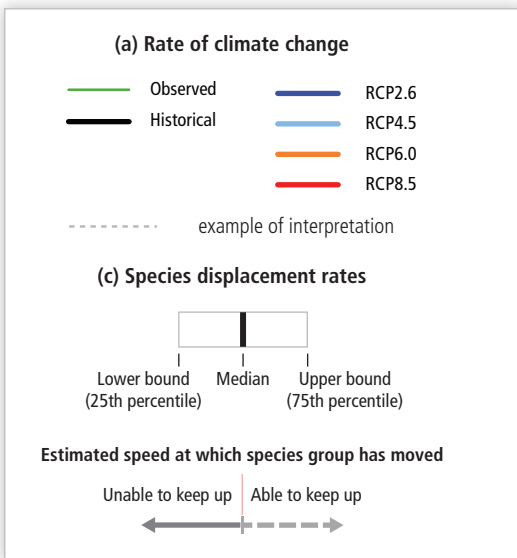 (a) Rate of climate change
Observed
Historical
RCP2.6
RCP4.5
RCP6.0
RCP8.5
example of interpretation
(c) Species displacement rates
Lower bound
(25th percentile)
Median
Upper bound
(75th percentile)
Estimated speed at which species group has moved
Unable to keep up
Able to keep up